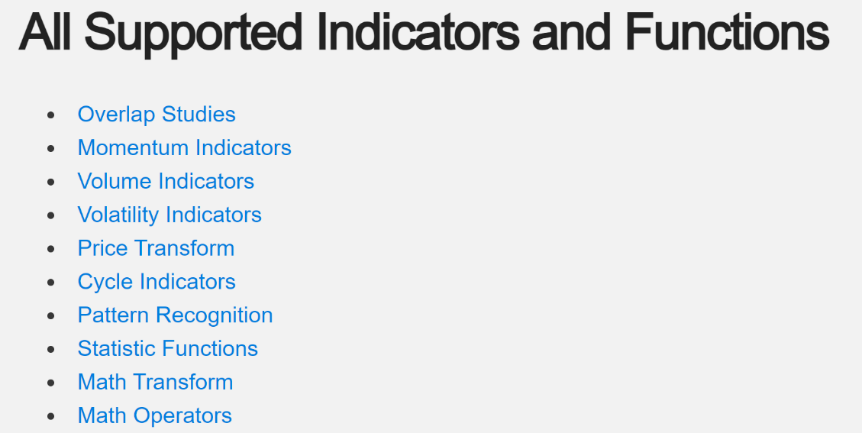 All Supported Indicators and Functions
• Overlap Studies
• Momentum Indicators
• Volume Indicators
• Volatility Indicators
• Price Transform
• Cycle Indicators
• Pattern Recognition
• Statistic Functions
• Math Transform
• Math Operators